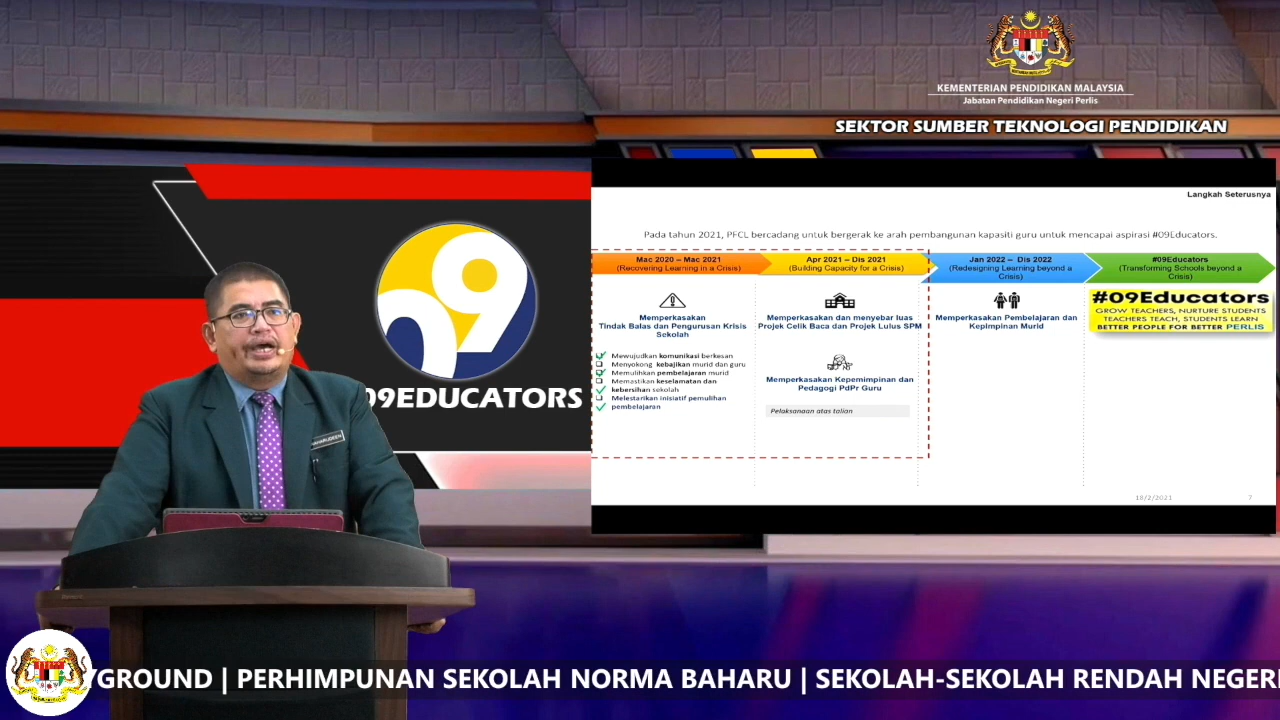 KEMENTERIAN PENDIDIKAN MALAYSIA
Jabatan Pendidikan Negeri Perlis
SEKTOR SUMBER TEKNOLOGI PENDIDIKAN
Langkah Seterusnya
Pada tahun 2021, PFCL bercadang untuk bergerak ke arah pembangunan kapasiti guru untuk mencapai aspirasi #09Educators.
Mac 2020 – Mac 2021
(Recovering Learning in a Crisis)
Apr 2021 – Dis 2021
(Building Capacity for a Crisis)
Jan 2022 – Dis 2022
(Redesigning Learning beyond a
Crisis)
#09Educators
(Transforming Schools beyond a
Crisis)
Memperkasakan
Tindak Balas dan Pengurusan Krisis
Sekolah
Mewujudkan komunikasi berkesan
Menyokong kebajikan murid dan guru
Memulihkan pembelajaran murid
Memastikan keselamatan dan
kebersihan sekolah
Melestarikan inisiatif pemulihan
pembelajaran
Memperkasakan dan menyebar luas
Projek Celik Baca dan Projek Lulus SPM
Memperkasakan Kepemimpinan dan
Pedagogi PdPr Guru
Pelaksanaan atas talian
Memperkasakan Pembelajaran dan
Kepimpinan Murid
#09Educators
GROW TEACHERS, NURTURE STUDENTS
TEACHERS TEACH, STUDENTS LEARN
BETTER PEOPLE FOR BETTER PERLIS
18/2/2021
7
09
09EDUCATORS
YGROUND | PERHIMPUNAN SEKOLAH NORMA BAHARU | SEKOLAH-SEKOLAH RENDAH NEGERI